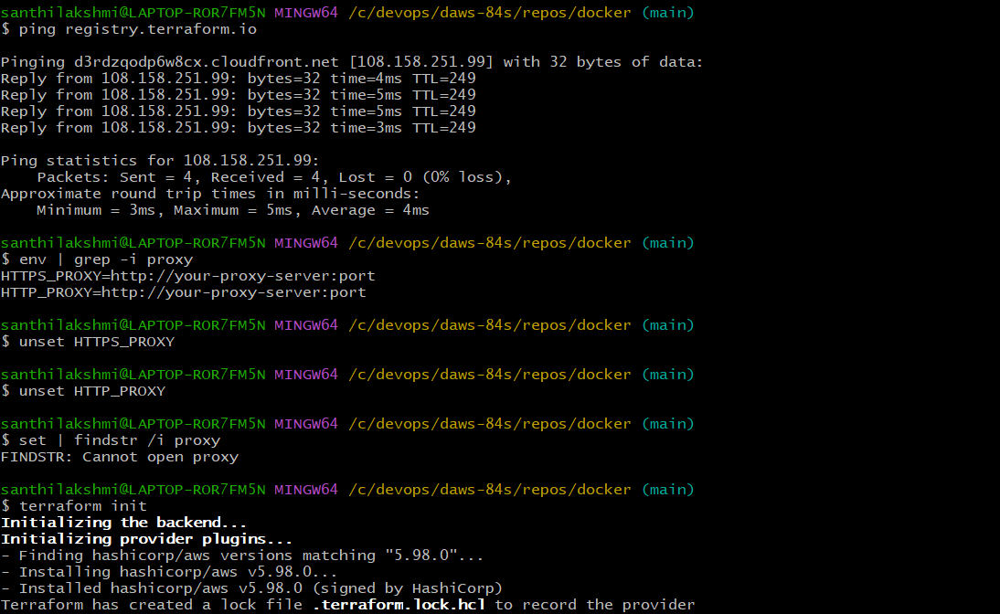 santhilakshmi@LAPTOP-ROR7FM5N MINGW64 /c/devops/daws-84s/repos/docker (main)
$ ping registry.terraform.io
Pinging d3rdzqodp6w8cx.cloudfront.net [108.158.251.99] with 32 bytes of data:
Reply from 108.158.251.99: bytes=32 time=4ms TTL=249
Reply from 108.158.251.99: bytes=32 time=5ms TTL=249
Reply from 108.158.251.99: bytes=32 time=5ms TTL=249
Reply from 108.158.251.99: bytes=32 time=3ms TTL=249
Ping statistics for 108.158.251.99:
    Packets: Sent = 4, Received = 4, Lost = 0 (0% loss),
Approximate round trip times in milli-seconds:
    Minimum = 3ms, Maximum = 5ms, Average = 4ms
santhilakshmi@LAPTOP-ROR7FM5N MINGW64 /c/devops/daws-84s/repos/docker (main)
$ env | grep -i proxy
HTTPS_PROXY=http://your-proxy-server:port
HTTP_PROXY=http://your-proxy-server:port
santhilakshmi@LAPTOP-ROR7FM5N MINGW64 /c/devops/daws-84s/repos/docker (main)
$ unset HTTPS_PROXY
santhilakshmi@LAPTOP-ROR7FM5N MINGW64 /c/devops/daws-84s/repos/docker (main)
$ unset HTTP_PROXY
santhilakshmi@LAPTOP-ROR7FM5N MINGW64 /c/devops/daws-84s/repos/docker (main)
$ set | findstr /i proxy
FINDSTR: Cannot open proxy
santhilakshmi@LAPTOP-ROR7FM5N MINGW64 /c/devops/daws-84s/repos/docker (main)
$ terraform init
Initializing the backend...
Initializing provider plugins...
- Finding hashicorp/aws versions matching "5.98.0"...
- Installing hashicorp/aws v5.98.0...
- Installed hashicorp/aws v5.98.0 (signed by HashiCorp)
Terraform has created a lock file .terraform.lock.hcl to record the provider